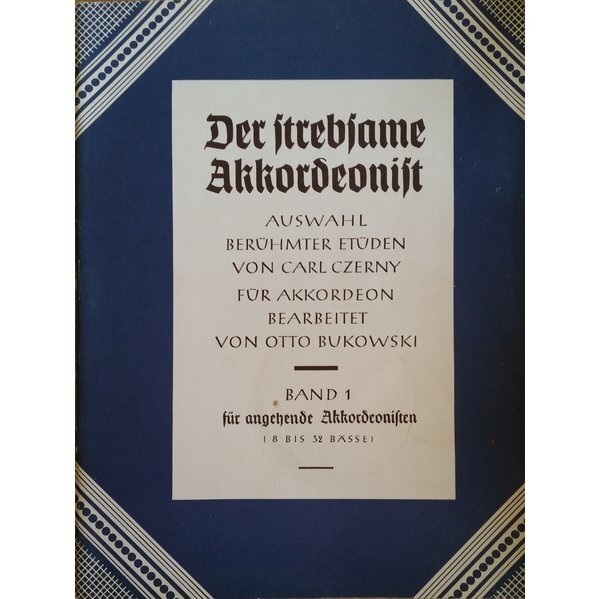 Der ſtrebſame
Akkordeoniſt
AUSWAHL
BERÜHMTER ETÜDEN
VON CARL CZERNY
FÜR AKKORDEON
BEARBEITET
VON OTTO BUKOWSKI
BAND 1
für angehende Akkordeoniſten
(8 BIS 32 BÄSSE)